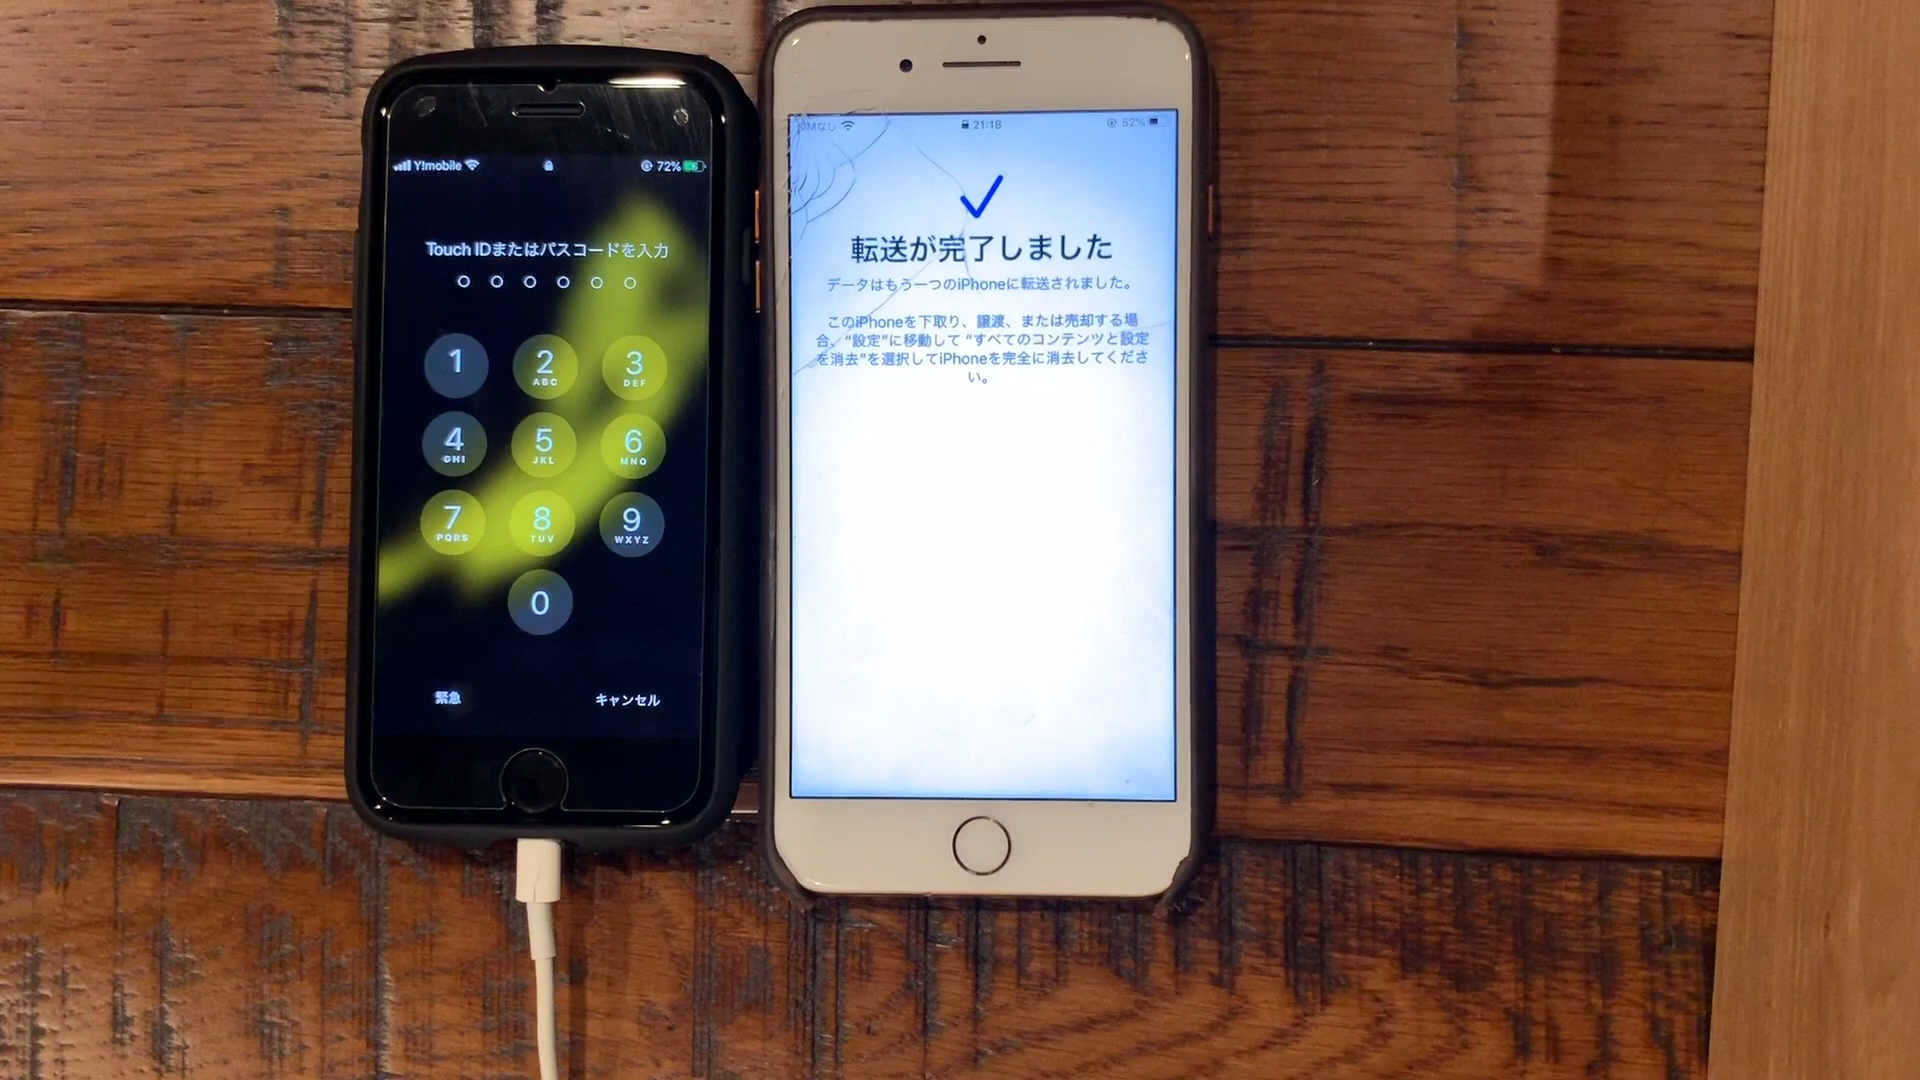 Y!mobile 72%
Touch IDまたはパスコードを入力
1
2 ABC
3 DEF
4 GHI
5 JKL
6 MNO
7 PQRS
8 TUV
9 WXYZ
0
緊急 キャンセル
SIMなし 21:18 52%
転送が完了しました
データはもう一つのiPhoneに転送されました。
このiPhoneを下取り、譲渡、または売却する場
合、“設定”に移動して “すべてのコンテンツと設定
を消去”を選択してiPhoneを完全に消去してくださ
い。